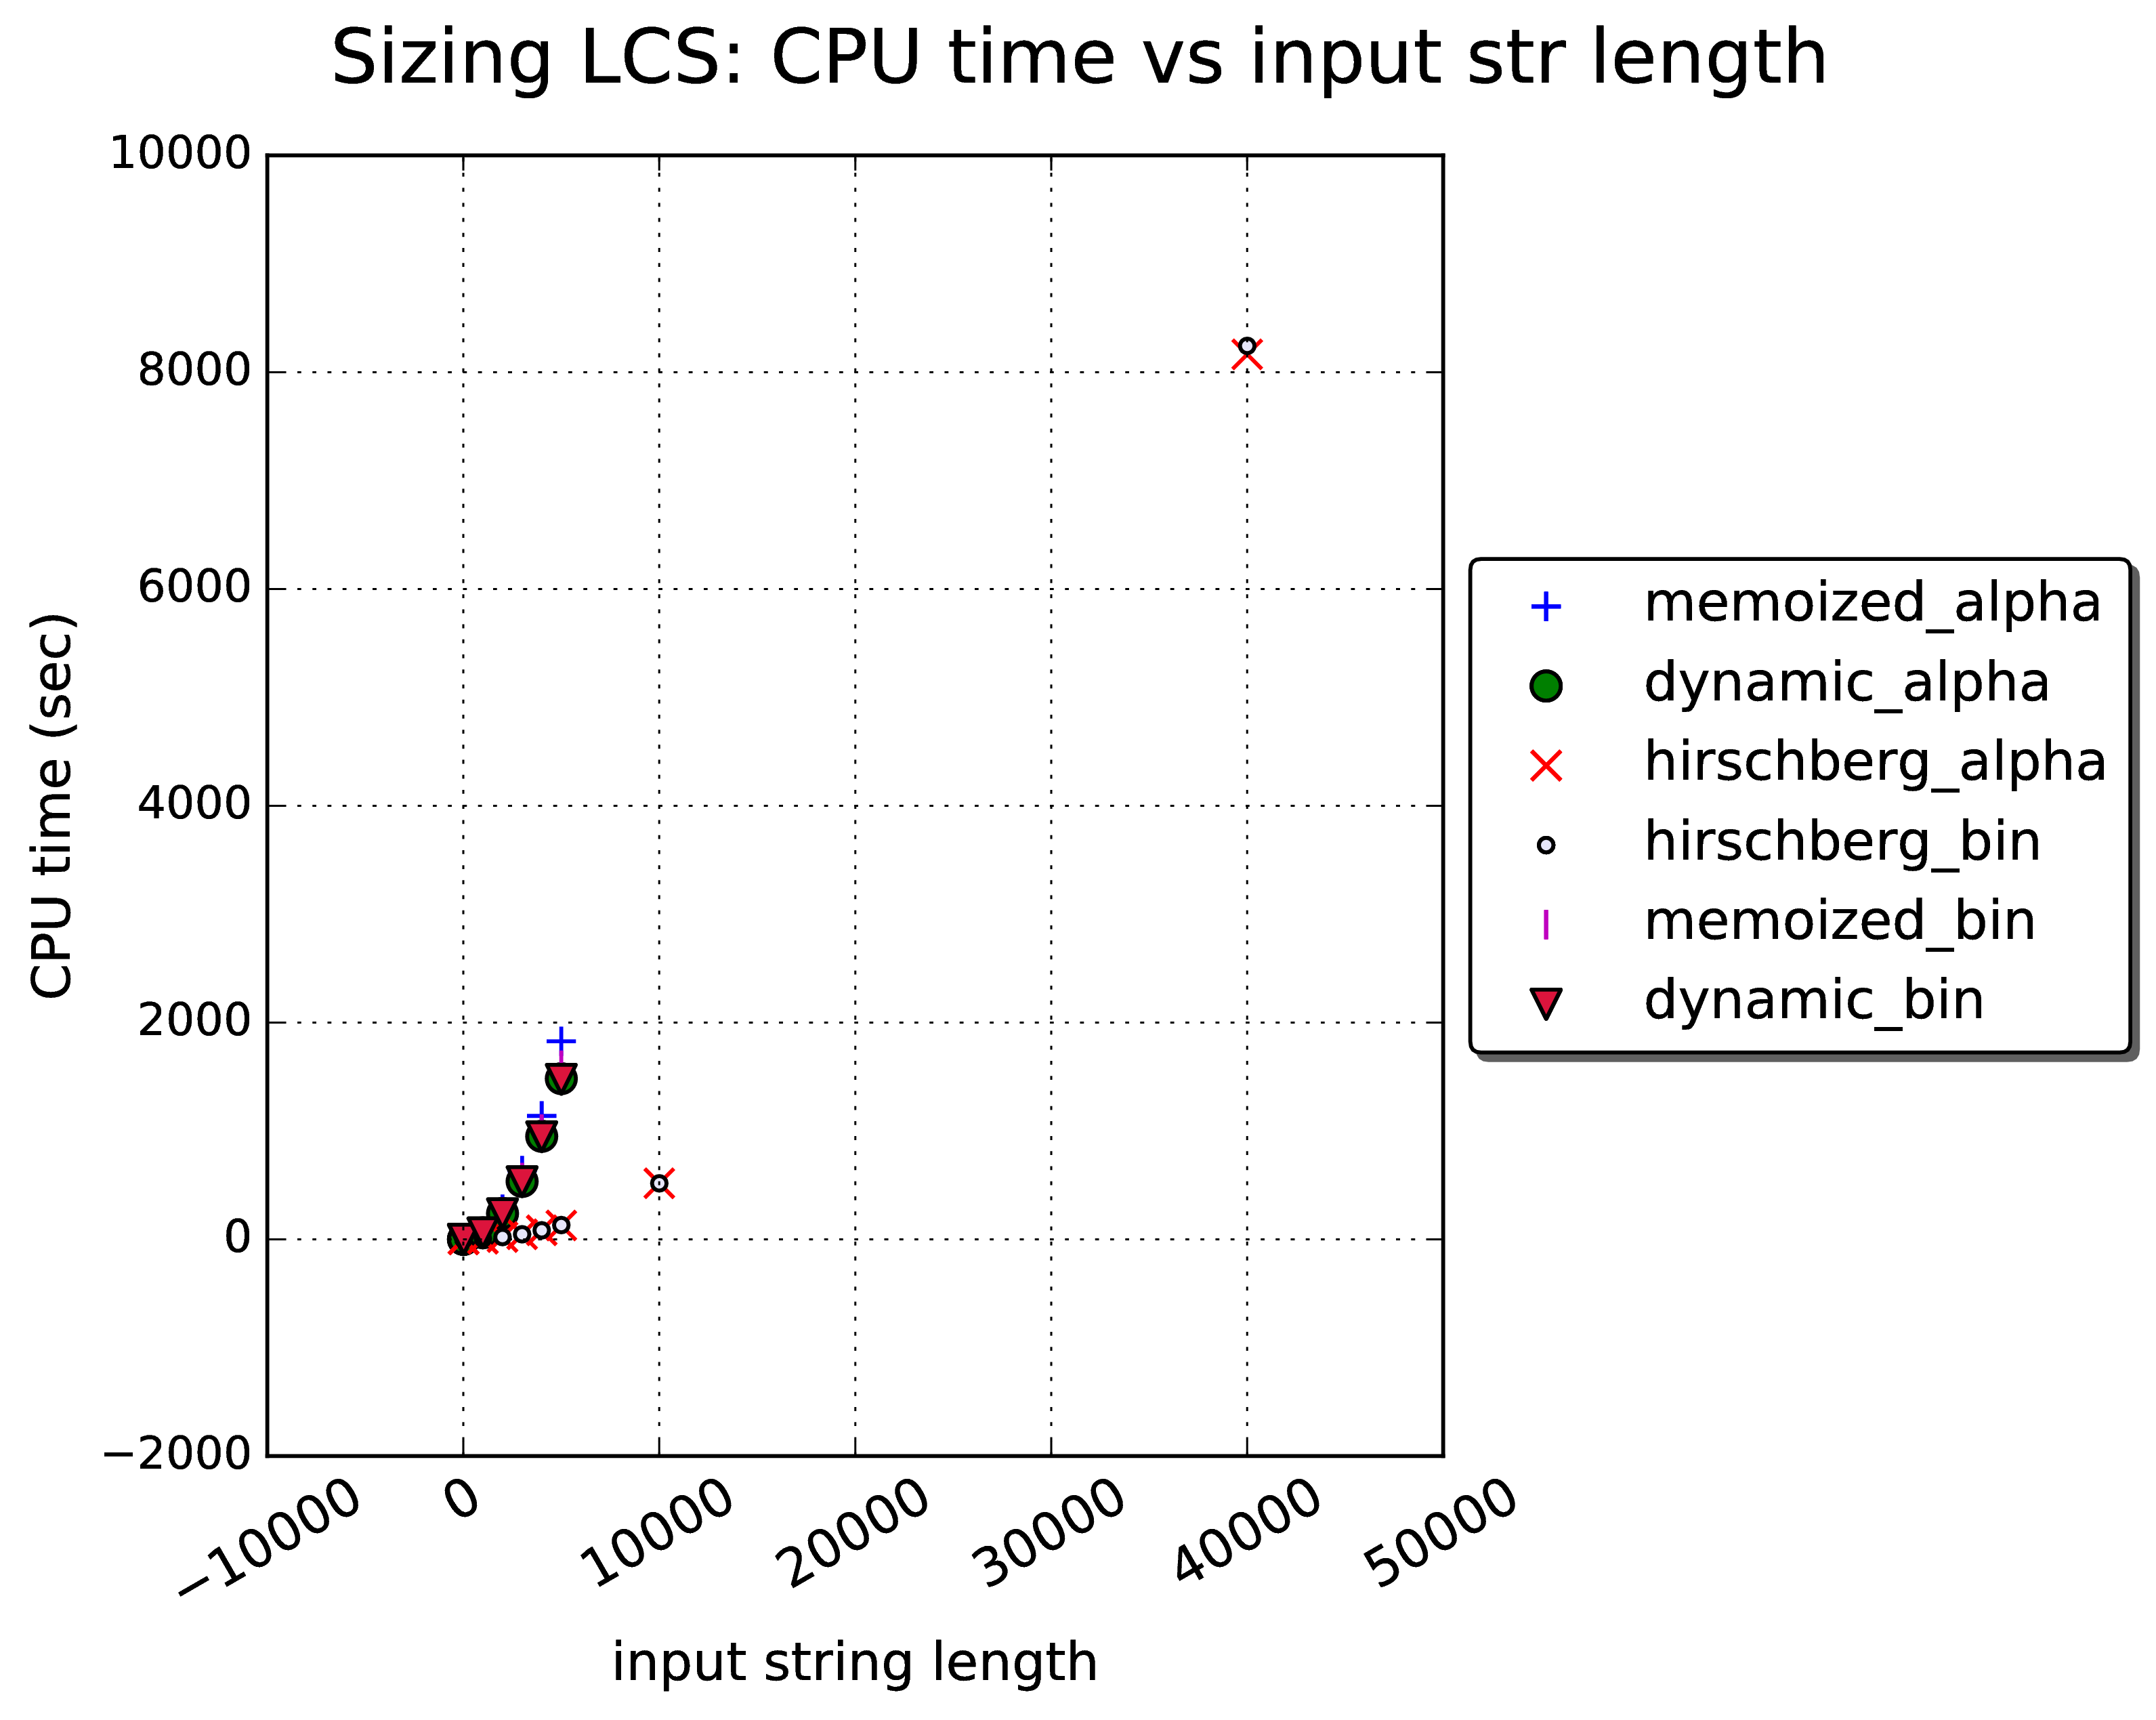 Sizing LCS: CPU time vs input str length
10000
8000
6000
4000
2000
0
−2000
CPU time (sec)
−10000
0
10000
20000
30000
40000
50000
input string length
memoized_alpha
dynamic_alpha
hirschberg_alpha
hirschberg_bin
memoized_bin
dynamic_bin